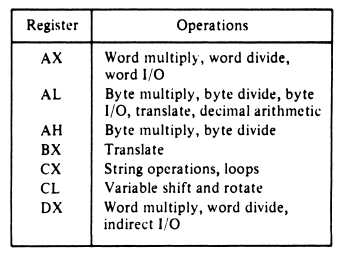 Register Operations
AX Word multiply, word divide,
word I/O
AL Byte multiply, byte divide, byte
I/O, translate, decimal arithmetic
AH Byte multiply, byte divide
BX Translate
CX String operations, loops
CL Variable shift and rotate
DX Word multiply, word divide,
indirect I/O